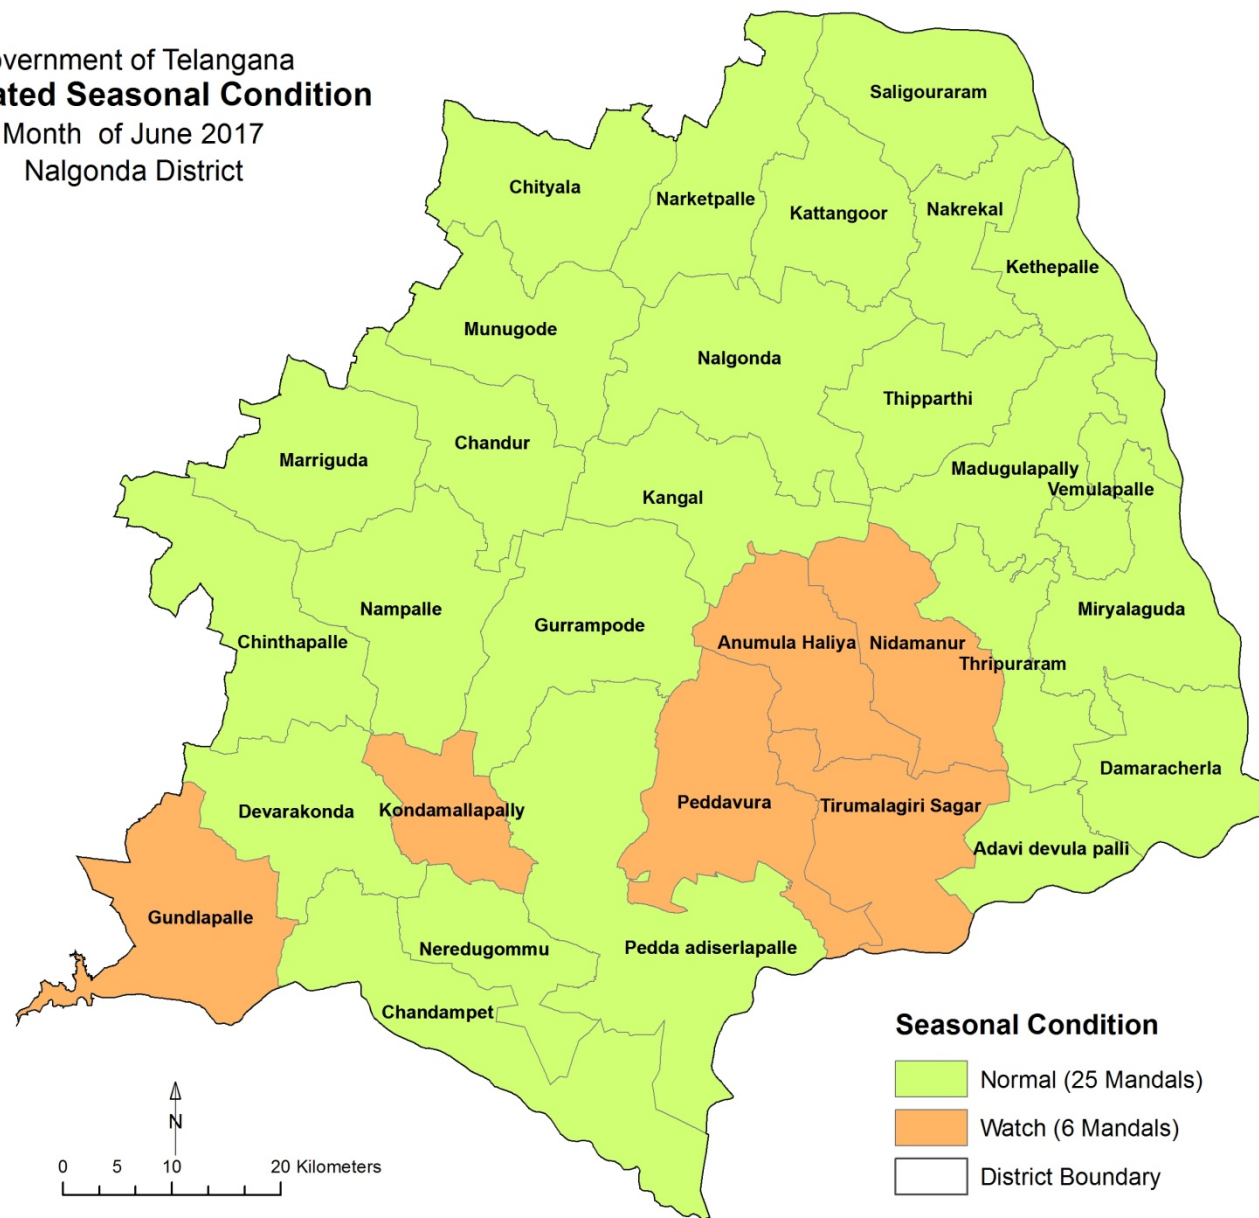 overnment of Telangana
ated Seasonal Condition
Month of June 2017
Nalgonda District
Saligouraram
Chityala
Narketpalle
Kattangoor
Nakrekal
Kethepalle
Munugode
Nalgonda
Thipparthi
Chandur
Marriguda
Madugulapally
Vemulapalle
Kangal
Nampalle
Gurrampode
Miryalaguda
Chinthapalle
Anumula Haliya
Nidamanur
Thripuraram
Damaracherla
Devarakonda
Kondamallapally
Peddavura
Tirumalagiri Sagar
Adavi devula palli
Gundlapalle
Neredugommu
Pedda adiserlapalle
Chandampet
Seasonal Condition
Normal (25 Mandals)
Watch (6 Mandals)
District Boundary
N
0 5 10 20 Kilometers